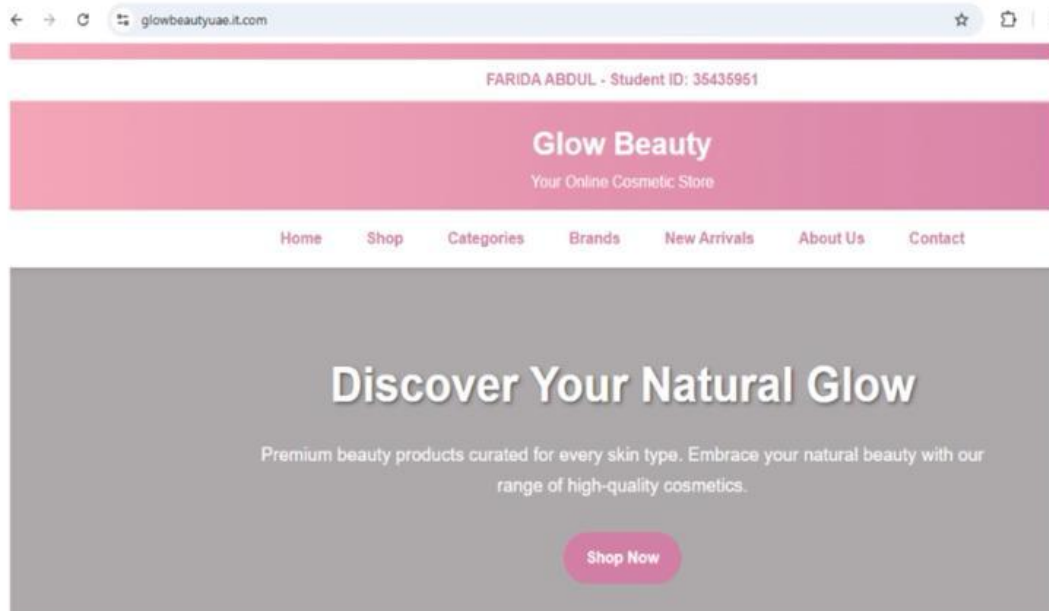 glowbeautyuae.it.com
FARIDA ABDUL - Student ID: 35435951
Glow Beauty
Your Online Cosmetic Store
Home Shop Categories Brands New Arrivals About Us Contact
Discover Your Natural Glow
Premium beauty products curated for every skin type. Embrace your natural beauty with our
range of high-quality cosmetics.
Shop Now